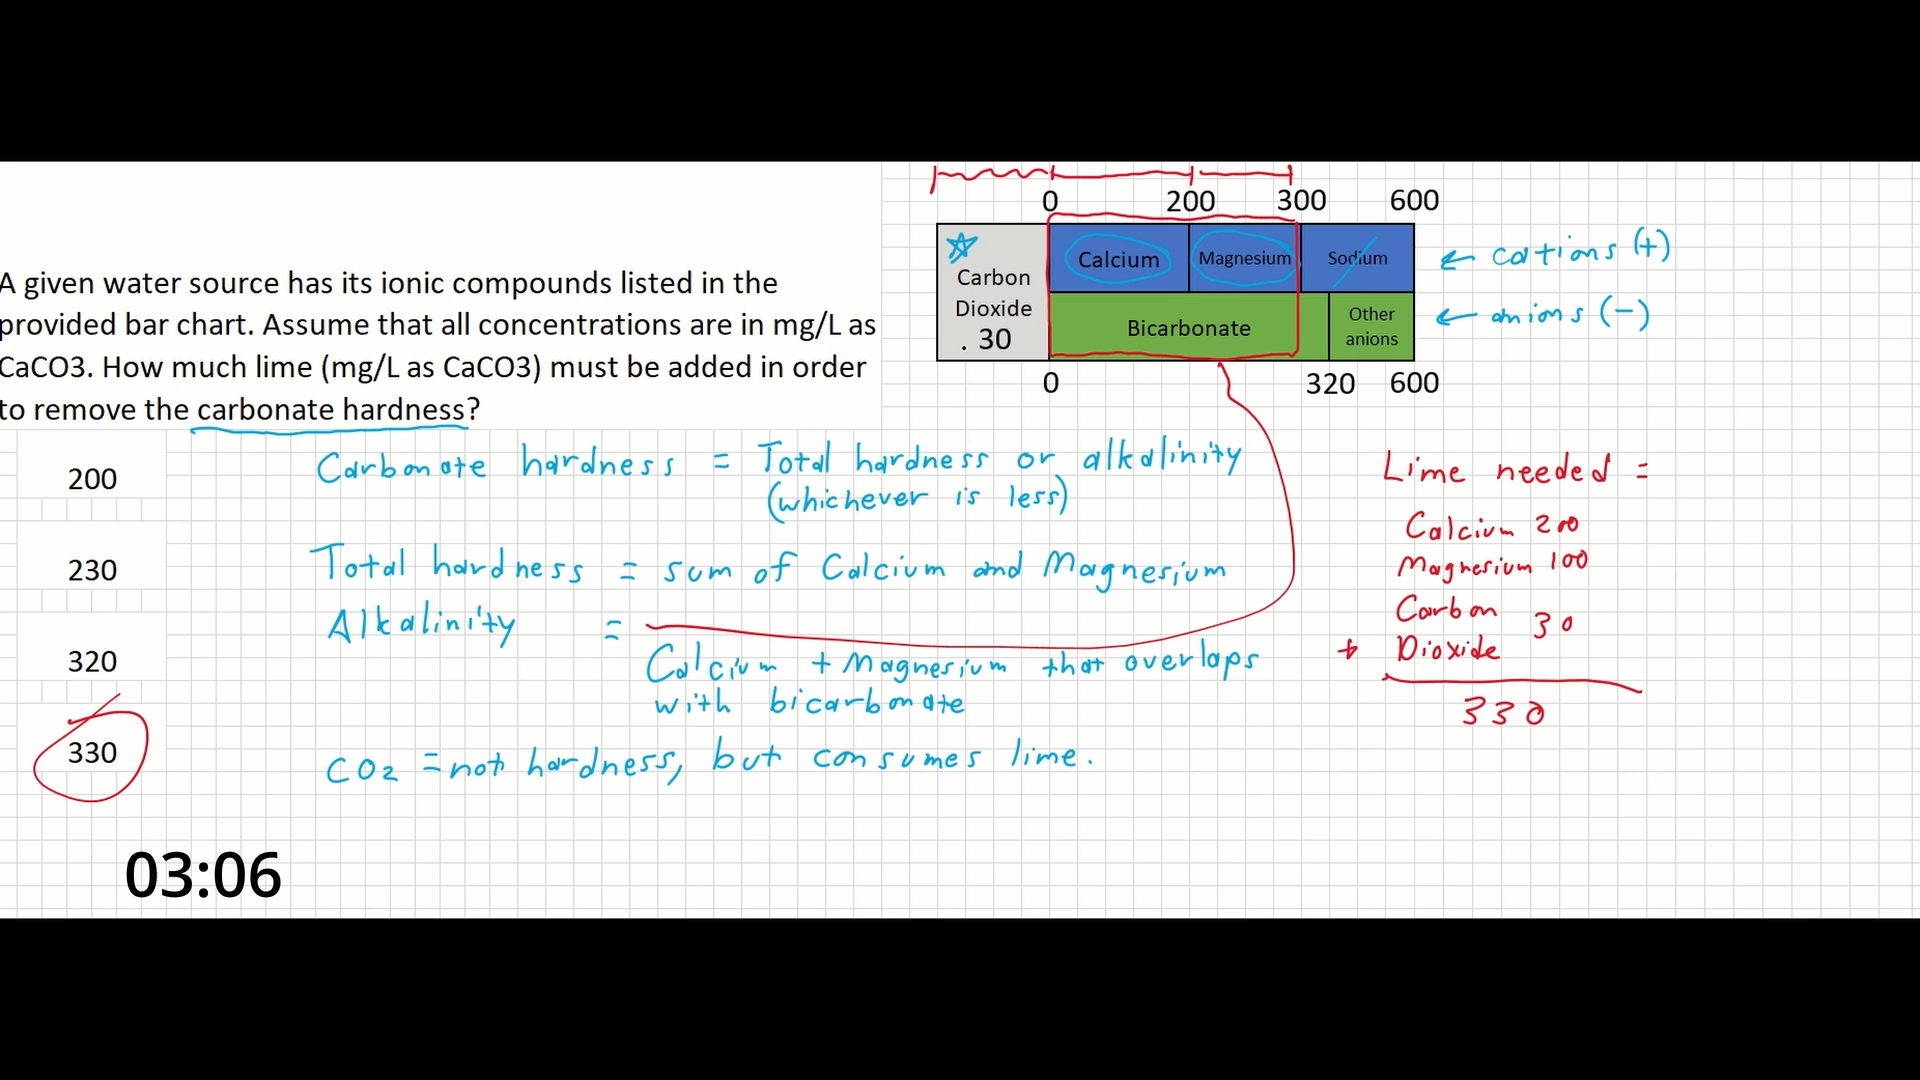 A given water source has its ionic compounds listed in the
provided bar chart. Assume that all concentrations are in mg/L as
CaCO3. How much lime (mg/L as CaCO3) must be added in order
to remove the carbonate hardness?
200
230
320
330
03:06
0 200 300 600
Carbon
Dioxide
. 30
Calcium Magnesium Sodium
Bicarbonate
Other
anions
0 320 600
← cations (+)
← anions (-)
Carbonate hardness = Total hardness or alkalinity
(whichever is less)
Total hardness = sum of Calcium and Magnesium
Alkalinity =
Calcium + Magnesium that overlaps
with bicarbonate
CO2 = not hardness, but consumes lime.
Lime needed =
Calcium 200
Magnesium 100
Carbon
30
+ Dioxide
330